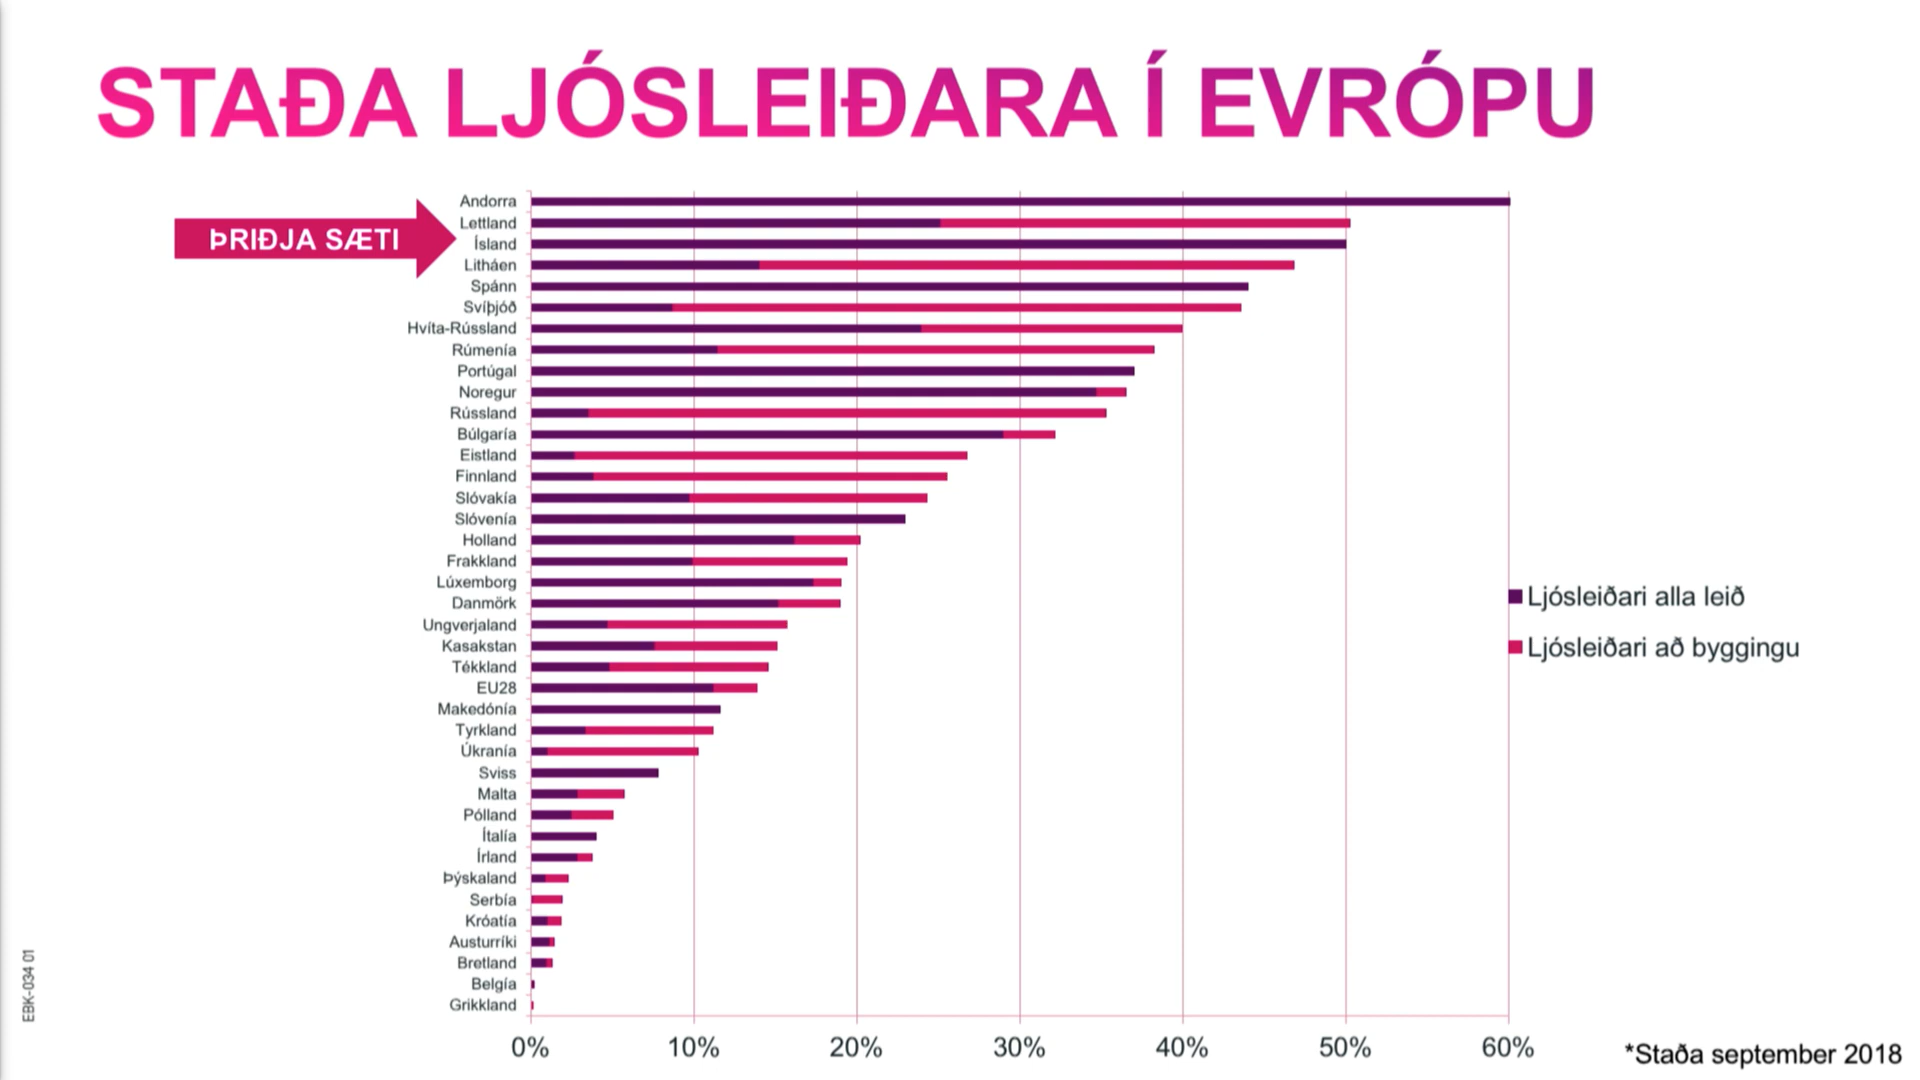 STAÐA LJÓSLEIÐARA Í EVRÓPU
ÞRIÐJA SÆTI
Andorra
Lettland
Ísland
Litháen
Spánn
Svíþjóð
Hvíta-Rússland
Rúmenía
Portúgal
Noregur
Rússland
Búlgaría
Eistland
Finnland
Slóvakía
Slóvenía
Holland
Frakkland
Lúxemborg
Danmörk
Ungverjaland
Kasakstan
Tékkland
EU28
Makedónía
Tyrkland
Úkranía
Sviss
Malta
Pólland
Ítalía
Írland
Þýskaland
Serbía
Króatía
Austurríki
Bretland
Belgía
Grikkland
0% 10% 20% 30% 40% 50% 60%
Ljósleiðari alla leið
Ljósleiðari að byggingu
*Staða september 2018
EBK-034 01